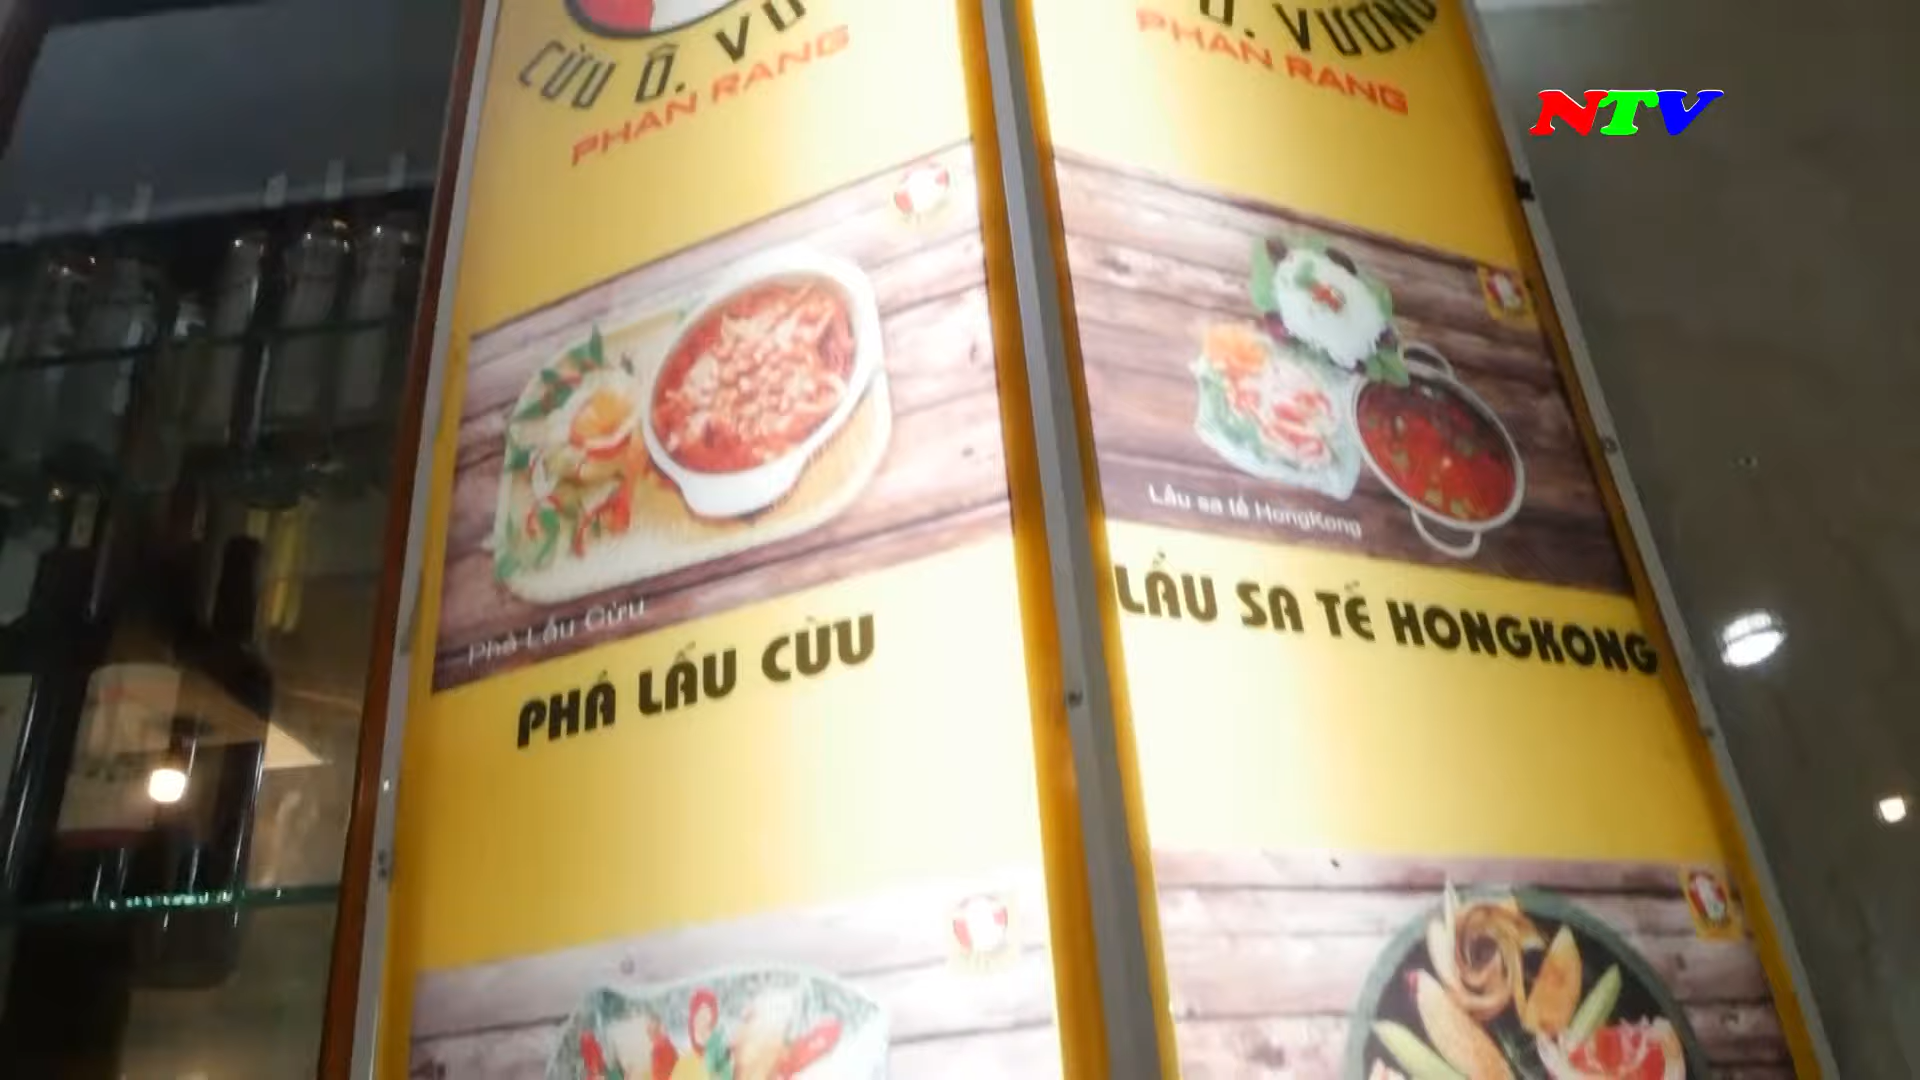 CỪU Ô. VƯ
PHAN RANG
Phá Lấu Cừu
PHÁ LẤU CỪU
Ô. VƯƠNG
PHAN RANG
Lẩu sa tế HongKong
LẨU SA TẾ HONGKONG
NTV